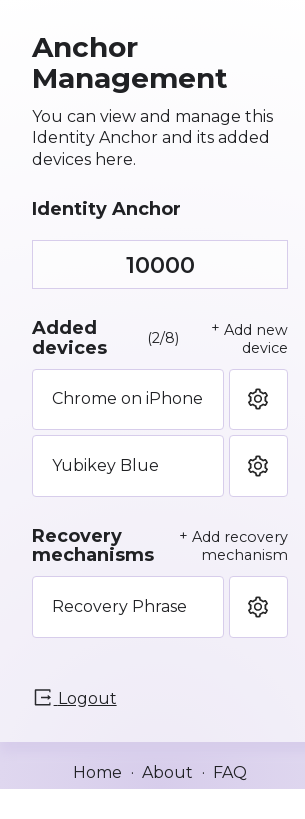 Anchor
Management
You can view and manage this
Identity Anchor and its added
devices here.
Identity Anchor
10000
Added
devices
(2/8)
+ Add new
device
Chrome on iPhone
Yubikey Blue
Recovery
mechanisms
+ Add recovery
mechanism
Recovery Phrase
Logout
Home · About · FAQ